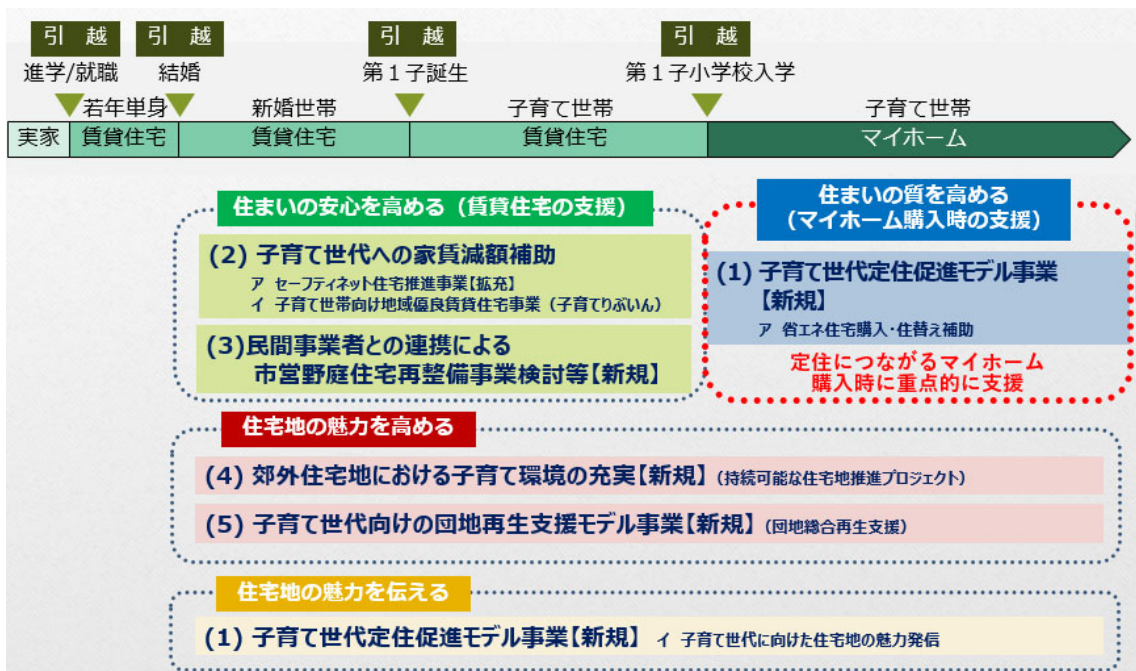 引 越
引 越
引 越
引 越
進学/就職
結婚
第１子誕生
第１子小学校入学
若年単身
新婚世帯
子育て世帯
子育て世帯
実家
賃貸住宅
賃貸住宅
賃貸住宅
マイホーム
住まいの安心を高める（賃貸住宅の支援）
(2) 子育て世代への家賃減額補助
ア セーフティネット住宅推進事業【拡充】
イ 子育て世帯向け地域優良賃貸住宅事業（子育てりぶいん）
(3)民間事業者との連携による
市営野庭住宅再整備事業検討等【新規】
住まいの質を高める
（マイホーム購入時の支援）
(1) 子育て世代定住促進モデル事業
【新規】
ア 省エネ住宅購入・住替え補助
定住につながるマイホーム
購入時に重点的に支援
住宅地の魅力を高める
(4) 郊外住宅地における子育て環境の充実【新規】（持続可能な住宅地推進プロジェクト）
(5) 子育て世代向けの団地再生支援モデル事業【新規】（団地総合再生支援）
住宅地の魅力を伝える
(1) 子育て世代定住促進モデル事業【新規】 イ 子育て世代に向けた住宅地の魅力発信